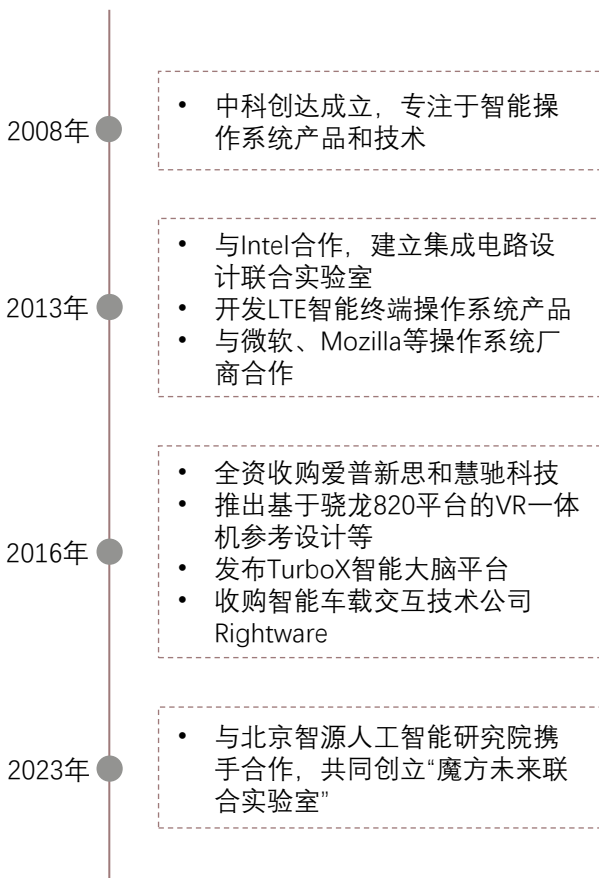 2008年
• 中科创达成立，专注于智能操
作系统产品和技术
2013年
• 与Intel合作，建立集成电路设
计联合实验室
• 开发LTE智能终端操作系统产品
• 与微软、Mozilla等操作系统厂
商合作
2016年
• 全资收购爱普新思和慧驰科技
• 推出基于骁龙820平台的VR一体
机参考设计等
• 发布TurboX智能大脑平台
• 收购智能车载交互技术公司
Rightware
2023年
• 与北京智源人工智能研究院携
手合作，共同创立“魔方未来联
合实验室”